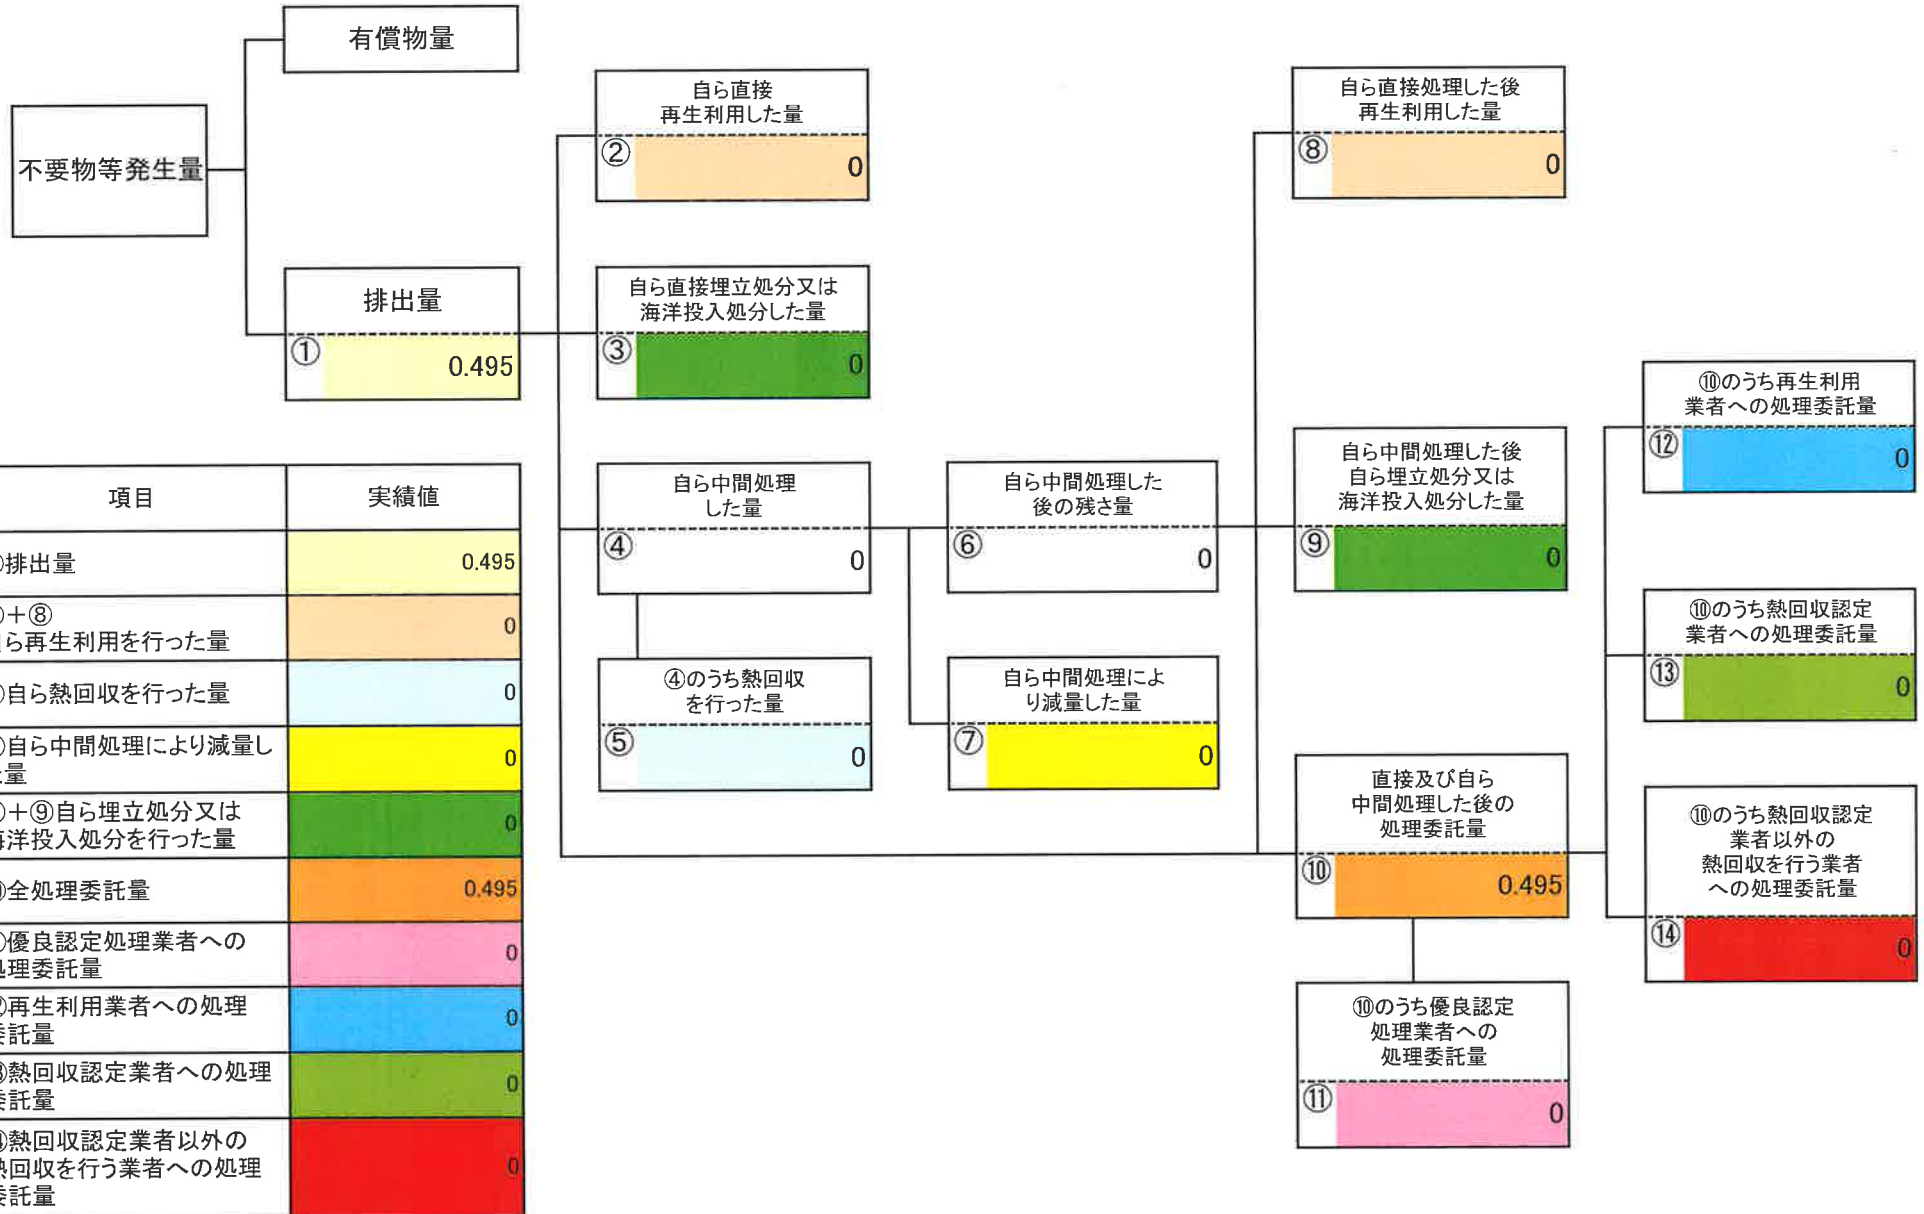 有償物量
不要物等発生量
排出量
①
0.495
自ら直接
再生利用した量
②
0
自ら直接埋立処分又は
海洋投入処分した量
③
0
自ら中間処理
した量
④
0
④のうち熱回収
を行った量
⑤
0
自ら中間処理した
後の残さ量
⑥
0
自ら中間処理によ
り減量した量
⑦
0
自ら直接処理した後
再生利用した量
⑧
0
自ら中間処理した後
自ら埋立処分又は
海洋投入処分した量
⑨
0
直接及び自ら
中間処理した後の
処理委託量
⑩
0.495
⑩のうち優良認定
処理業者への
処理委託量
⑪
0
⑩のうち再生利用
業者への処理委託量
⑫
0
⑩のうち熱回収認定
業者への処理委託量
⑬
0
⑩のうち熱回収認定
業者以外の
熱回収を行う業者
への処理委託量
⑭
0
項目 実績値
排出量 0.495
+⑧
ら再生利用を行った量 0
自ら熱回収を行った量 0
自ら中間処理により減量し
量 0
+⑨自ら埋立処分又は
洋投入処分を行った量 0
全処理委託量 0.495
優良認定処理業者への
理委託量 0
再生利用業者への処理
託量 0
熱回収認定業者への処理
託量 0
熱回収認定業者以外の
回収を行う業者への処理
託量 0